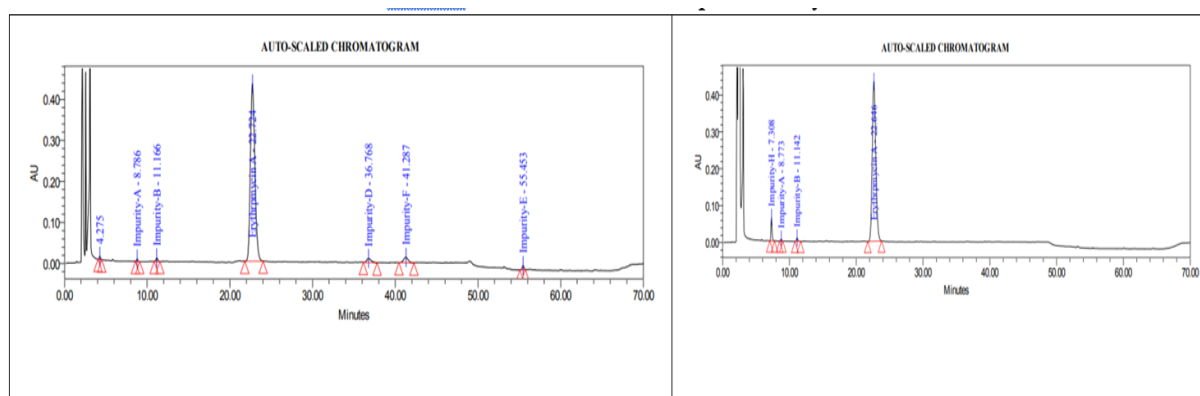 AUTO-SCALED CHROMATOGRAM
AU
0.40
0.30
0.20
0.10
0.00
4.275
Impurity-A - 8.786
Impurity-B - 11.166
Erythromycin A - 22.724
Impurity-D - 36.768
Impurity-F - 41.287
Impurity-E - 55.453
0.00 10.00 20.00 30.00 40.00 50.00 60.00 70.00
Minutes
AUTO-SCALED CHROMATOGRAM
AU
0.40
0.30
0.20
0.10
0.00
Impurity-H - 7.308
Impurity-A - 8.773
Impurity-B - 11.142
Erythromycin A - 22.646
0.00 10.00 20.00 30.00 40.00 50.00 60.00 70.00
Minutes